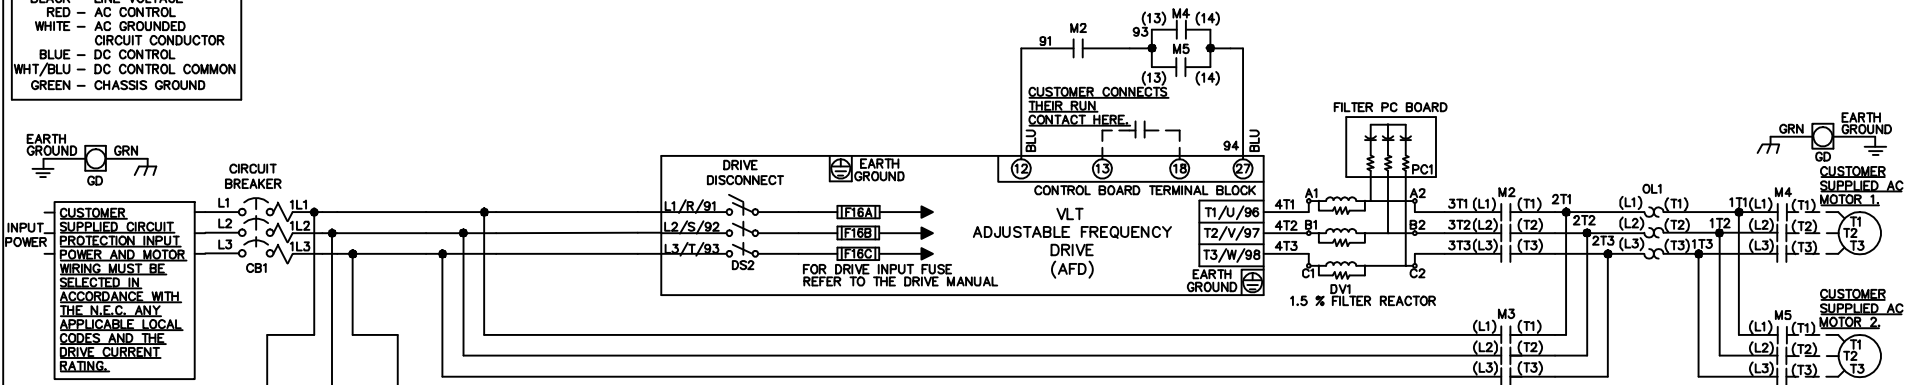 RED – AC CONTROL
WHITE – AC GROUNDED
CIRCUIT CONDUCTOR
BLUE – DC CONTROL
WHT/BLU – DC CONTROL COMMON
GREEN – CHASSIS GROUND
EARTH
GROUND
GRN
GD
INPUT
POWER
CUSTOMER
SUPPLIED CIRCUIT
PROTECTION INPUT
POWER AND MOTOR
WIRING MUST BE
SELECTED IN
ACCORDANCE WITH
THE N.E.C. ANY
APPLICABLE LOCAL
CODES AND THE
DRIVE CURRENT
RATING.
CIRCUIT
BREAKER
L1 1L1
L2 1L2
L3 1L3
CB1
L1/R/91
L2/S/92
L3/T/93
DRIVE
DISCONNECT
DS2
EARTH
GROUND
F16A
F16B
F16C
FOR DRIVE INPUT FUSE
REFER TO THE DRIVE MANUAL
91 M2 93
(13) M4 (14)
M5
(13) (14)
CUSTOMER CONNECTS
THEIR RUN
CONTACT HERE.
BLU
94 BLU
12 13 18 27
CONTROL BOARD TERMINAL BLOCK
VLT
ADJUSTABLE FREQUENCY
DRIVE
(AFD)
T1/U/96
T2/V/97
T3/W/98
EARTH
GROUND
4T1 A1 A2
4T2 B1 B2
4T3 C1 C2
DV1
1.5 % FILTER REACTOR
FILTER PC BOARD
PC1
M2
3T1 (L1) (T1) 2T1
3T2 (L2) (T2) 2T2
3T3 (L3) (T3) 2T3
M3
(L1) (T1)
(L2) (T2)
(L3) (T3)
OL1
(L1) (T1) 1T1
(L2) (T2) 1T2
(L3) (T3) 1T3
M4
(L1) (T1)
(L2) (T2)
(L3) (T3)
GRN
GD
EARTH
GROUND
CUSTOMER
SUPPLIED AC
MOTOR 1.
T1
T2
T3
M5
(L1) (T1)
(L2) (T2)
(L3) (T3)
CUSTOMER
SUPPLIED AC
MOTOR 2.
T1
T2
T3